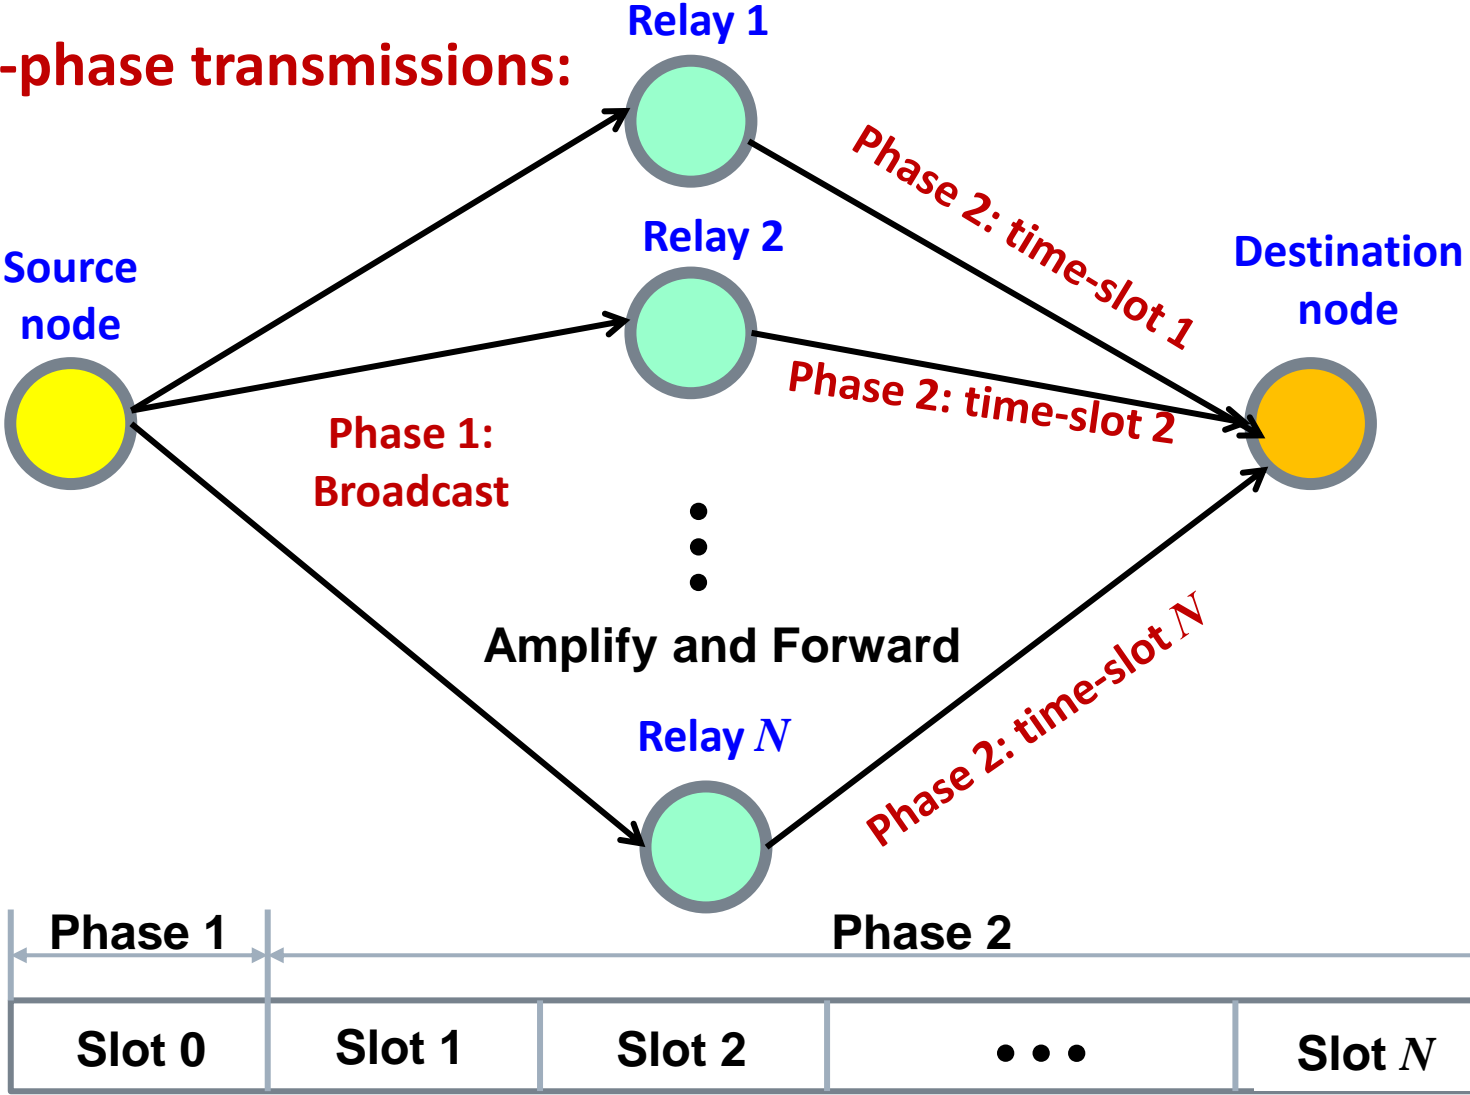 Relay 1
-phase transmissions:
Phase 2: time-slot 1
Relay 2
Source
node
Destination
node
Phase 2: time-slot 2
Phase 1:
Broadcast
Amplify and Forward
Phase 2: time-slot N
Relay N
Phase 1
Phase 2
Slot 0
Slot 1
Slot 2
• • •
Slot N